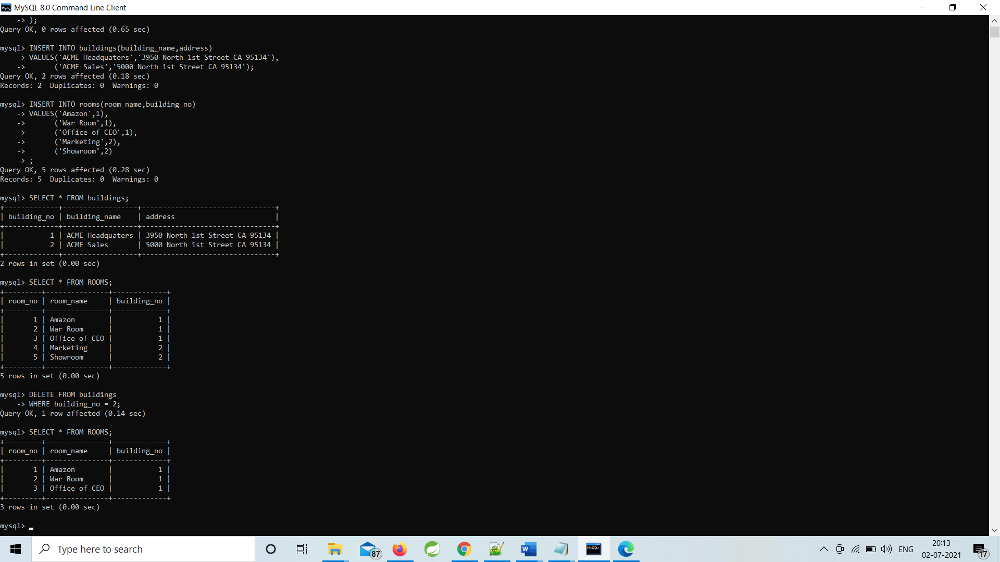 MySQL 8.0 Command Line Client
    -> );
Query OK, 0 rows affected (0.65 sec)

mysql> INSERT INTO buildings(building_name,address)
    -> VALUES('ACME Headquaters','3950 North 1st Street CA 95134'),
    ->       ('ACME Sales','5000 North 1st Street CA 95134');
Query OK, 2 rows affected (0.18 sec)
Records: 2  Duplicates: 0  Warnings: 0

mysql> INSERT INTO rooms(room_name,building_no)
    -> VALUES('Amazon',1),
    ->       ('War Room',1),
    ->       ('Office of CEO',1),
    ->       ('Marketing',2),
    ->       ('Showroom',2)
    -> ;
Query OK, 5 rows affected (0.28 sec)
Records: 5  Duplicates: 0  Warnings: 0

mysql> SELECT * FROM buildings;
+-------------+------------------+--------------------------------+
| building_no | building_name    | address                        |
+-------------+------------------+--------------------------------+
|           1 | ACME Headquaters | 3950 North 1st Street CA 95134 |
|           2 | ACME Sales       | 5000 North 1st Street CA 95134 |
+-------------+------------------+--------------------------------+
2 rows in set (0.00 sec)

mysql> SELECT * FROM ROOMS;
+---------+---------------+-------------+
| room_no | room_name     | building_no |
+---------+---------------+-------------+
|       1 | Amazon        |           1 |
|       2 | War Room      |           1 |
|       3 | Office of CEO |           1 |
|       4 | Marketing     |           2 |
|       5 | Showroom      |           2 |
+---------+---------------+-------------+
5 rows in set (0.00 sec)

mysql> DELETE FROM buildings
    -> WHERE building_no = 2;
Query OK, 1 row affected (0.14 sec)

mysql> SELECT * FROM ROOMS;
+---------+---------------+-------------+
| room_no | room_name     | building_no |
+---------+---------------+-------------+
|       1 | Amazon        |           1 |
|       2 | War Room      |           1 |
|       3 | Office of CEO |           1 |
+---------+---------------+-------------+
3 rows in set (0.00 sec)

mysql> _
Type here to search
87
W
MySQL
ENG
20:13
02-07-2021
17